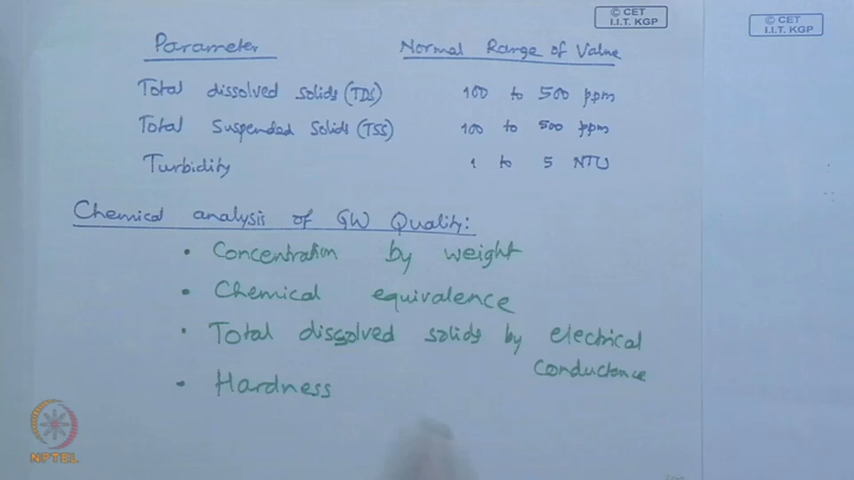 © CET
I.I.T. KGP
© CET
I.I.T. KGP
Parameter Normal Range of Value
Total dissolved solids (TDS) 100 to 500 ppm
Total Suspended Solids (TSS) 100 to 500 ppm
Turbidity 1 to 5 NTU
Chemical analysis of GW Quality:
• Concentration by weight
• Chemical equivalence
• Total dissolved solids by electrical
conductance
• Hardness
NPTEL